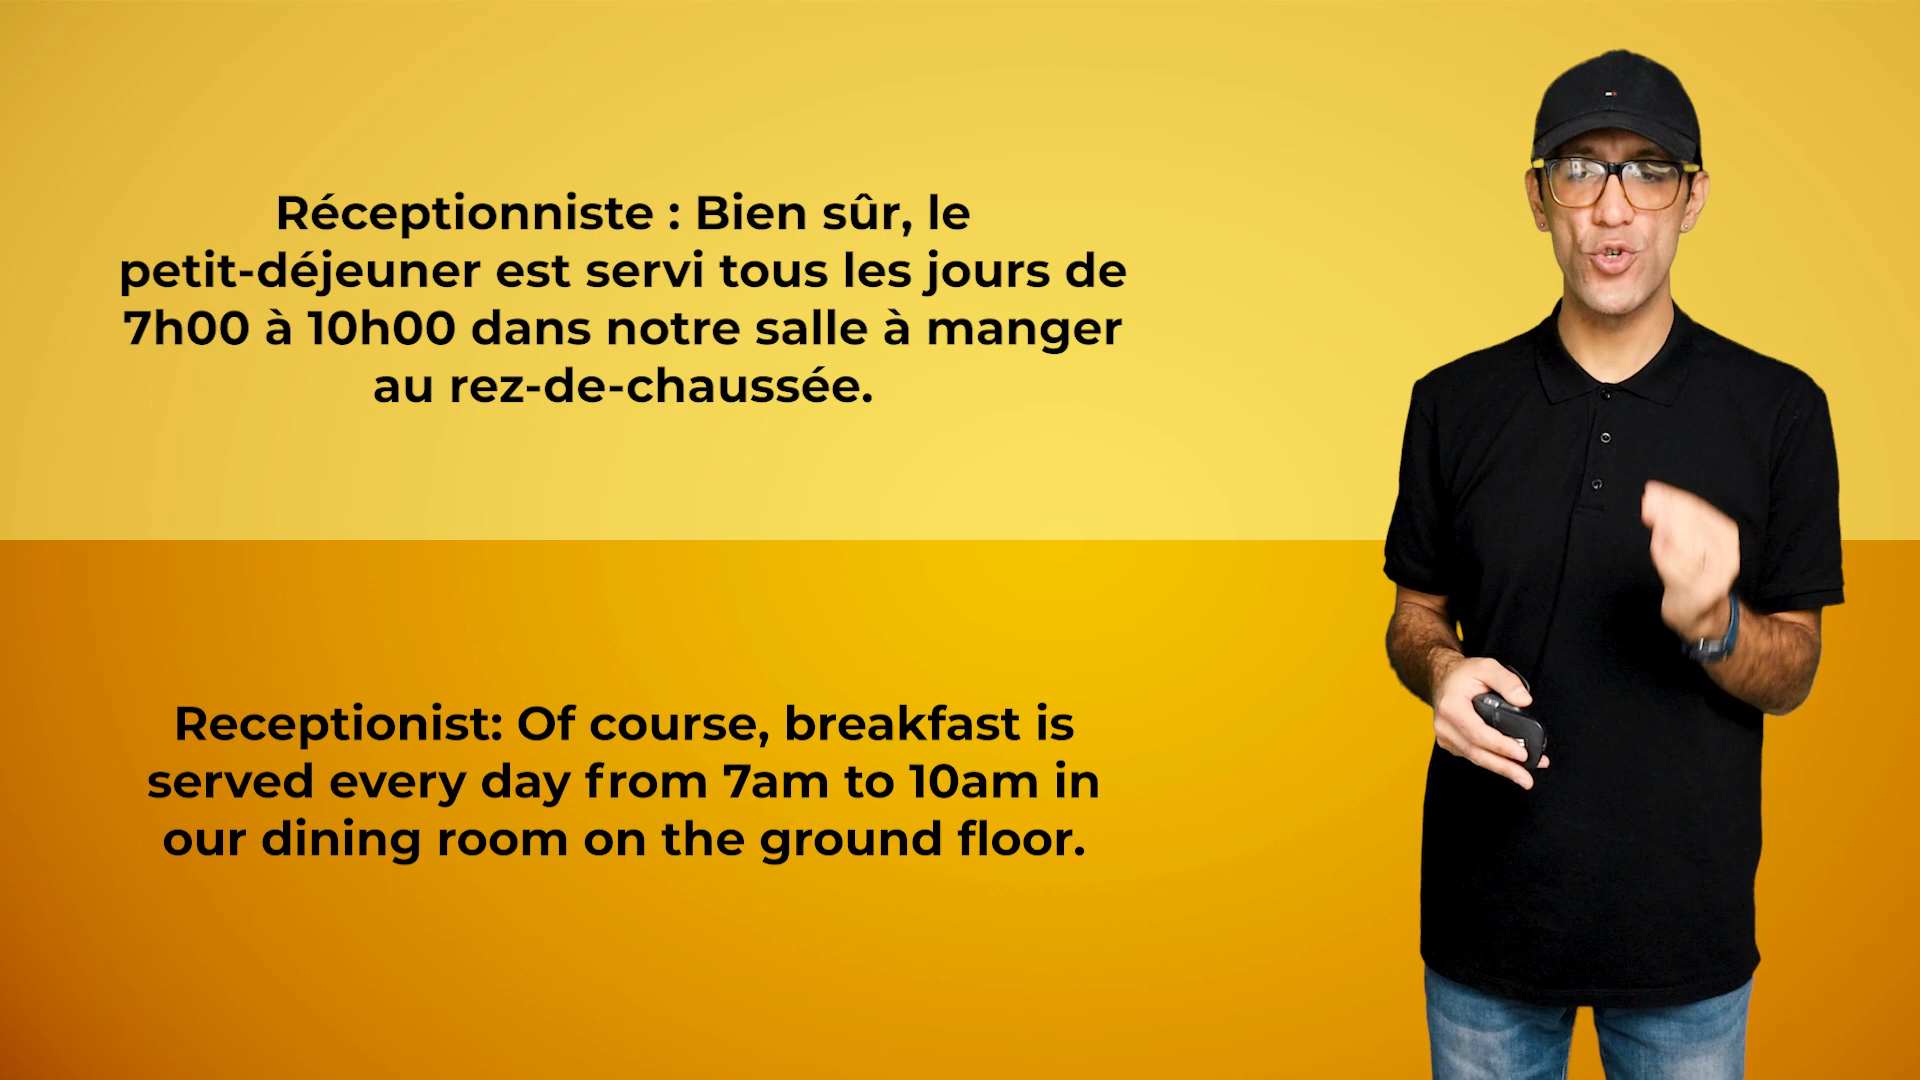 Réceptionniste : Bien sûr, le
petit-déjeuner est servi tous les jours de
7h00 à 10h00 dans notre salle à manger
au rez-de-chaussée.
Receptionist: Of course, breakfast is
served every day from 7am to 10am in
our dining room on the ground floor.